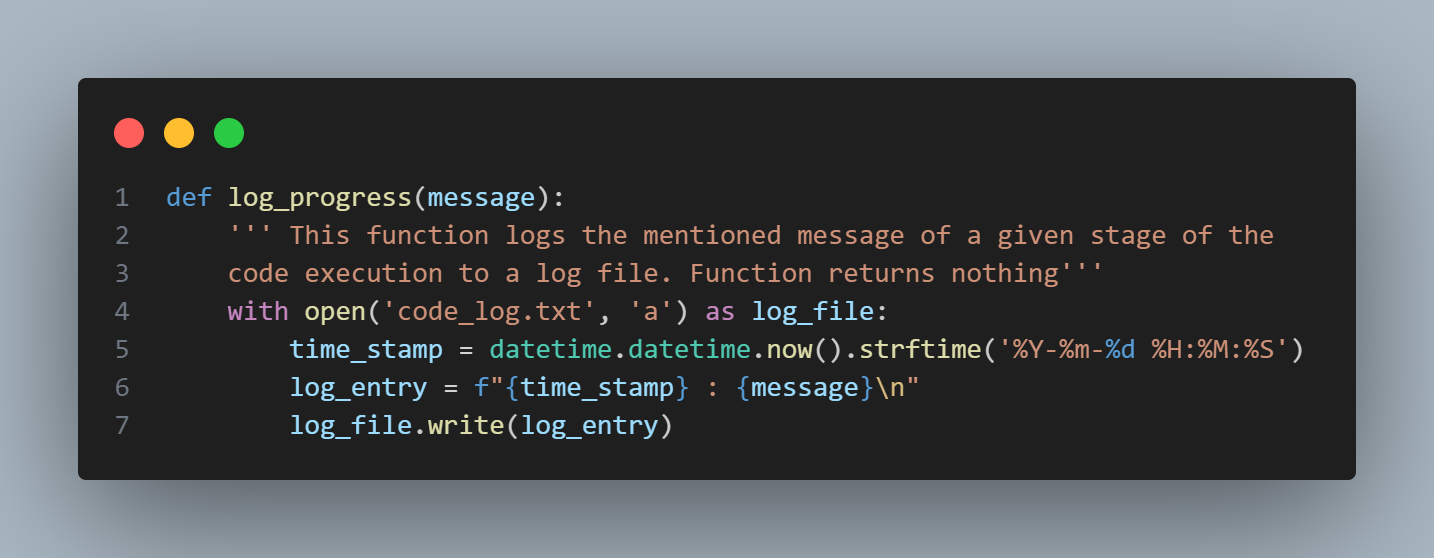 1 def log_progress(message):
2     ''' This function logs the mentioned message of a given stage of the
3     code execution to a log file. Function returns nothing'''
4     with open('code_log.txt', 'a') as log_file:
5         time_stamp = datetime.datetime.now().strftime('%Y-%m-%d %H:%M:%S')
6         log_entry = f"{time_stamp} : {message}\n"
7         log_file.write(log_entry)